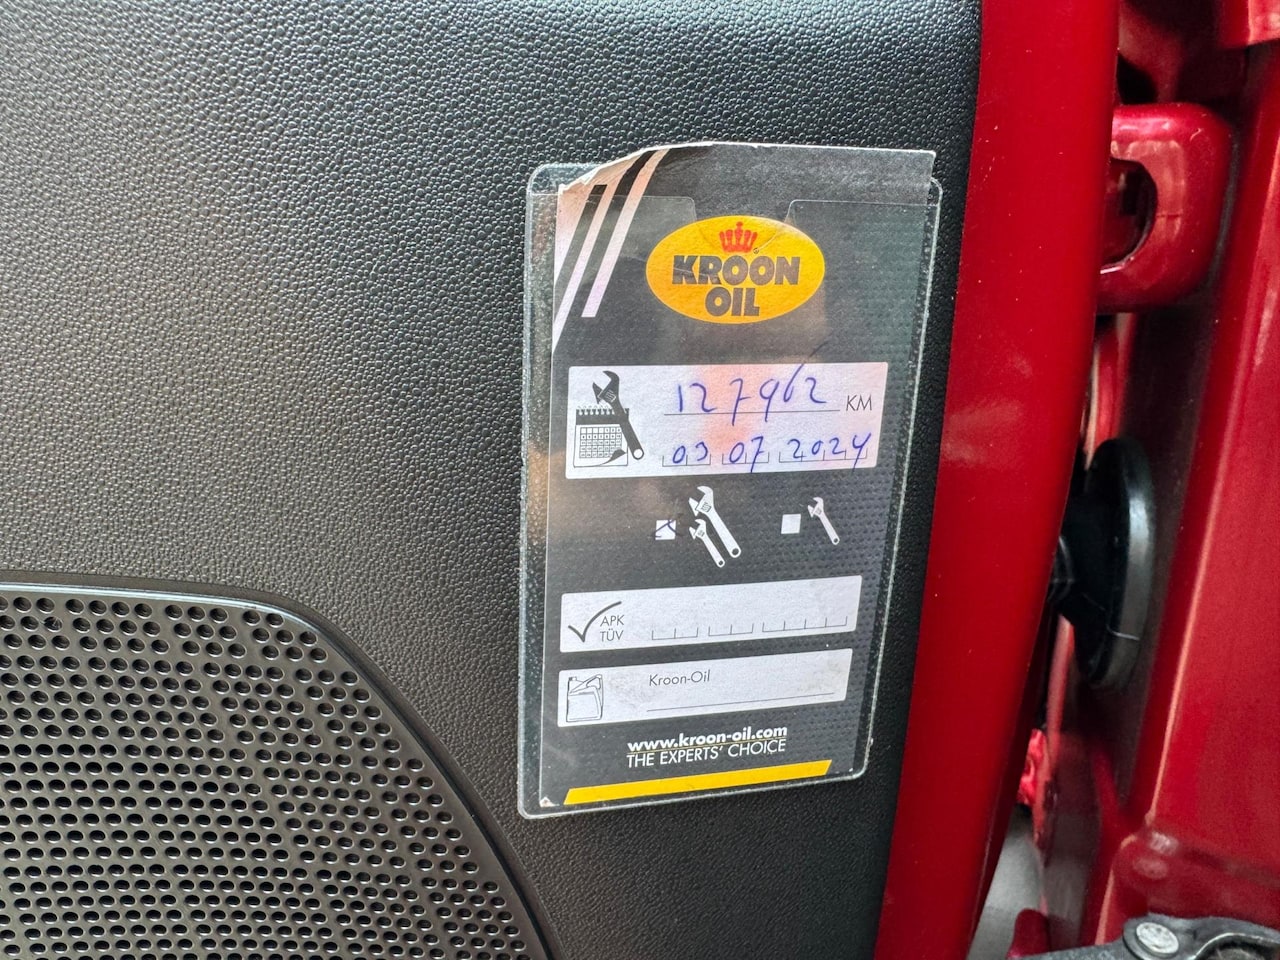 KROON
OIL
127962 KM
03 07 2024
APK
TÜV
Kroon-Oil
www.kroon-oil.com
THE EXPERTS' CHOICE